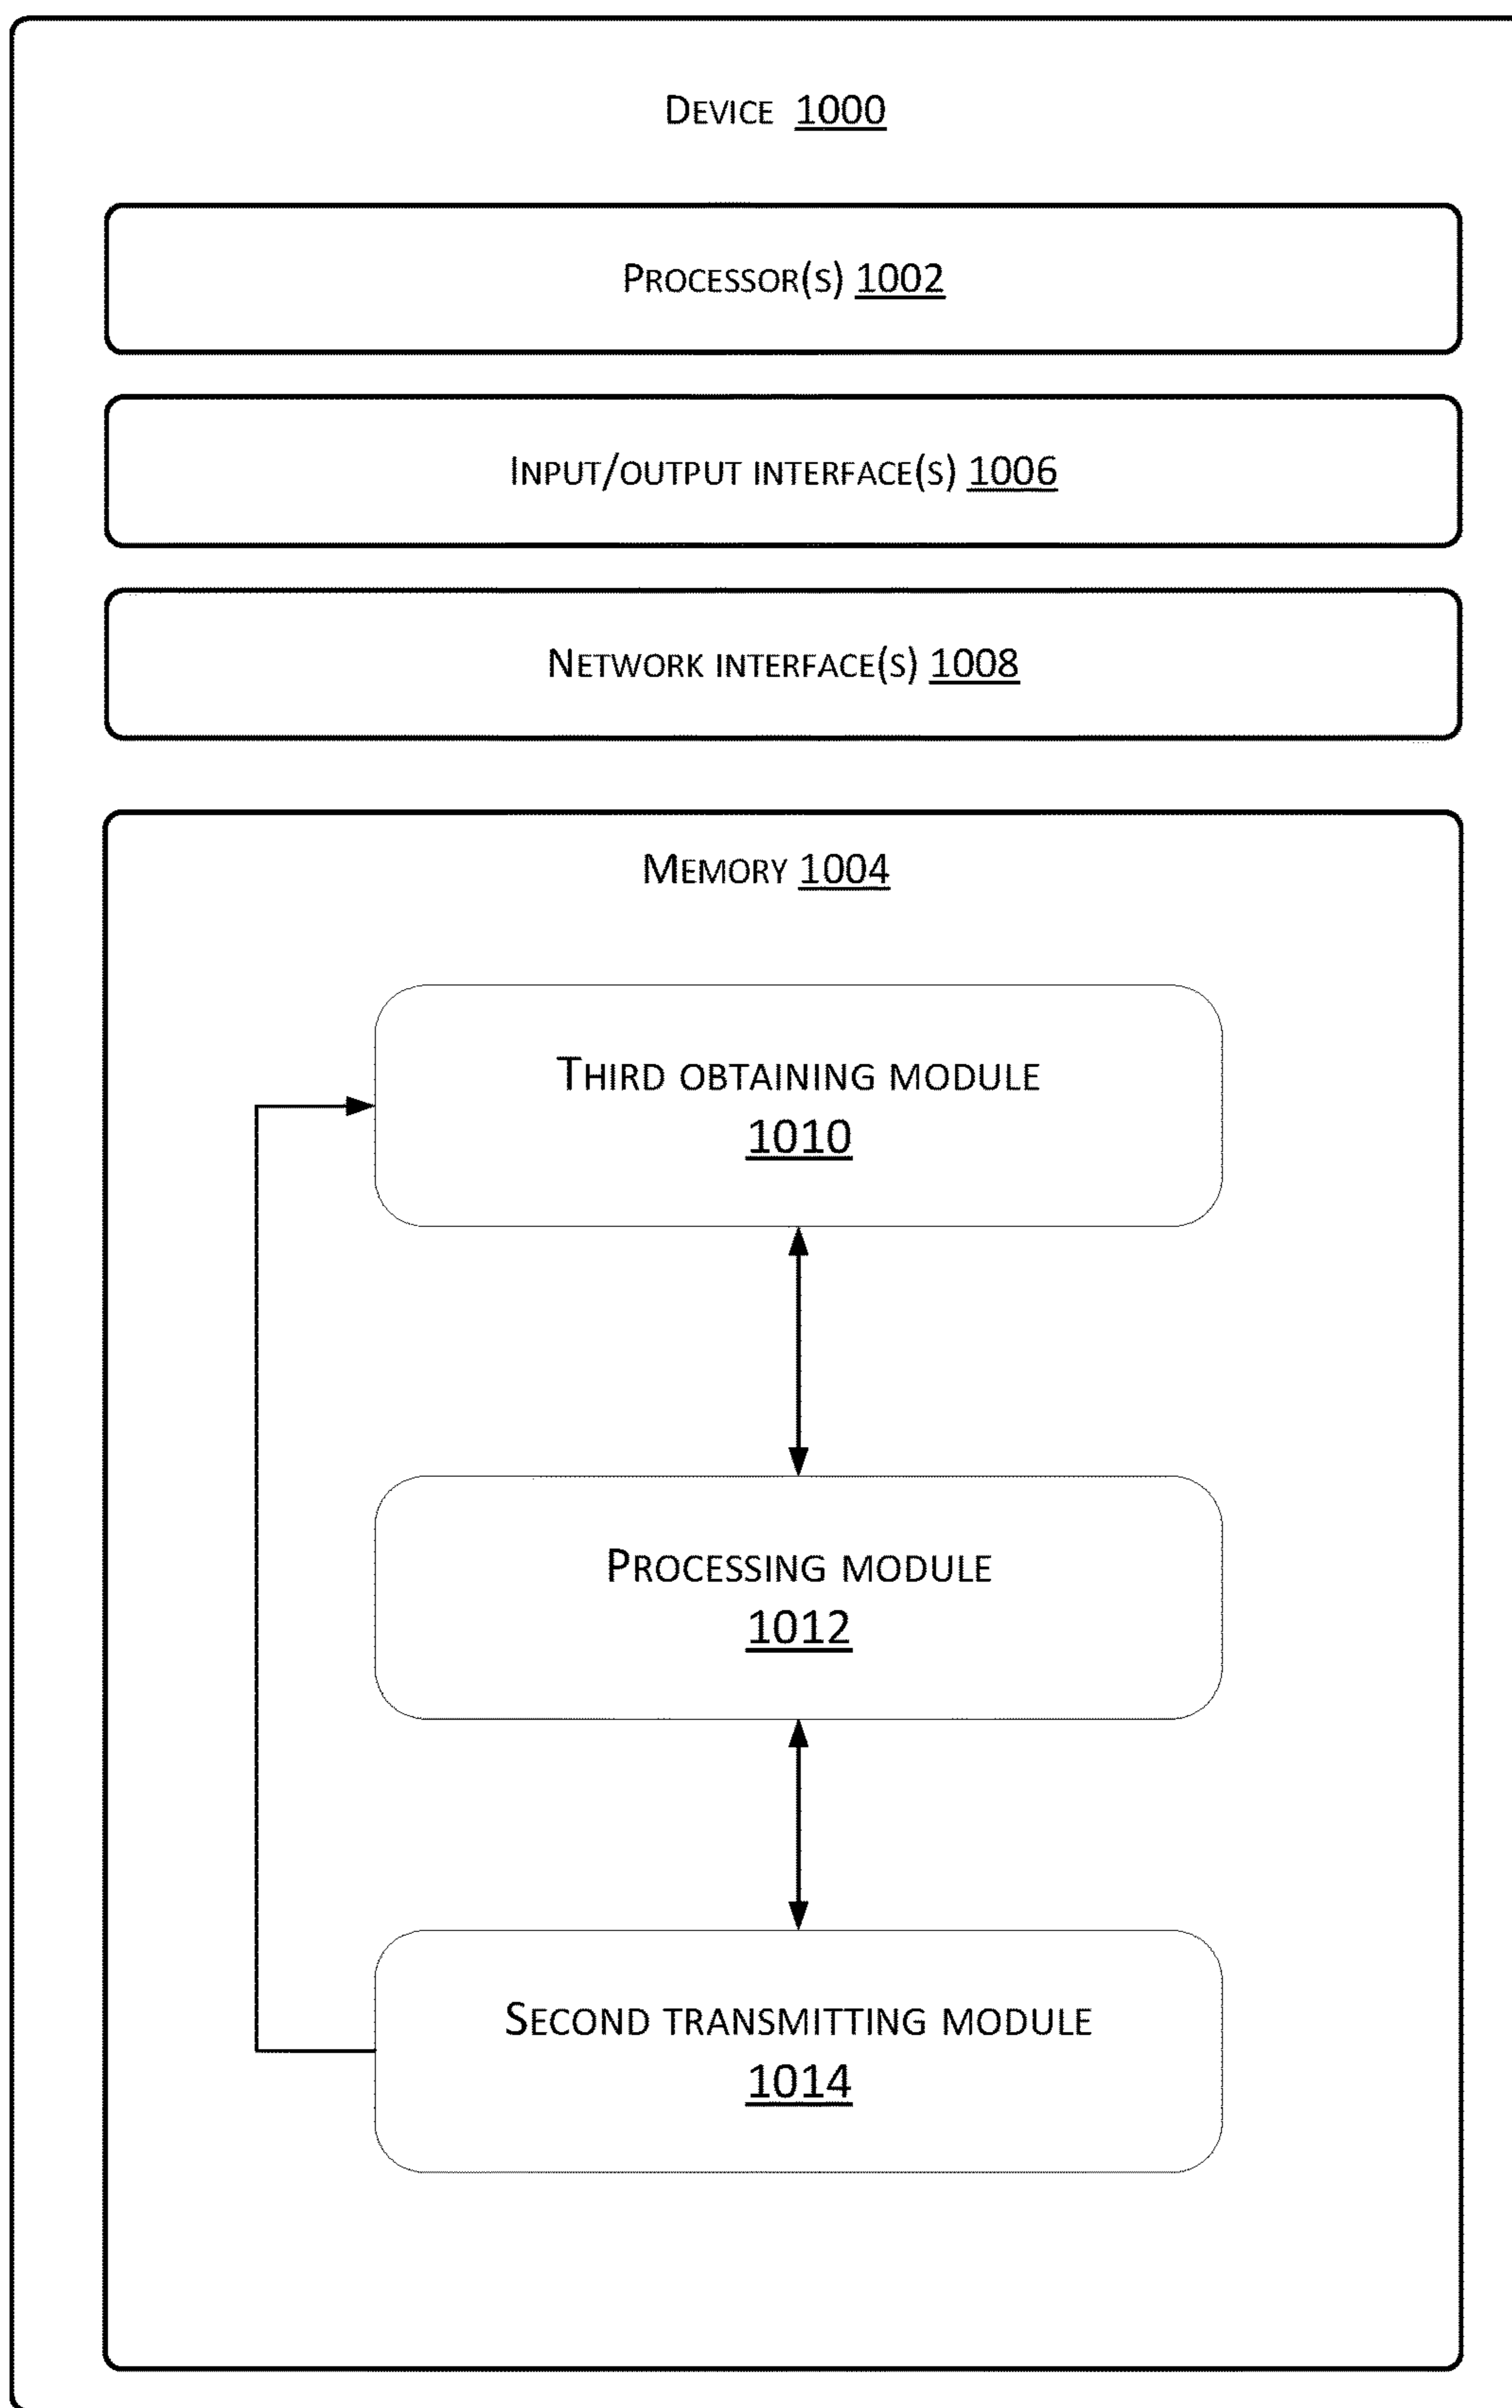 DEVICE 1000
PROCESSOR(S) 1002
INPUT/OUTPUT INTERFACE(S) 1006
NETWORK INTERFACE(S) 1008
MEMORY 1004
THIRD OBTAINING MODULE
1010
PROCESSING MODULE
1012
SECOND TRANSMITTING MODULE
1014